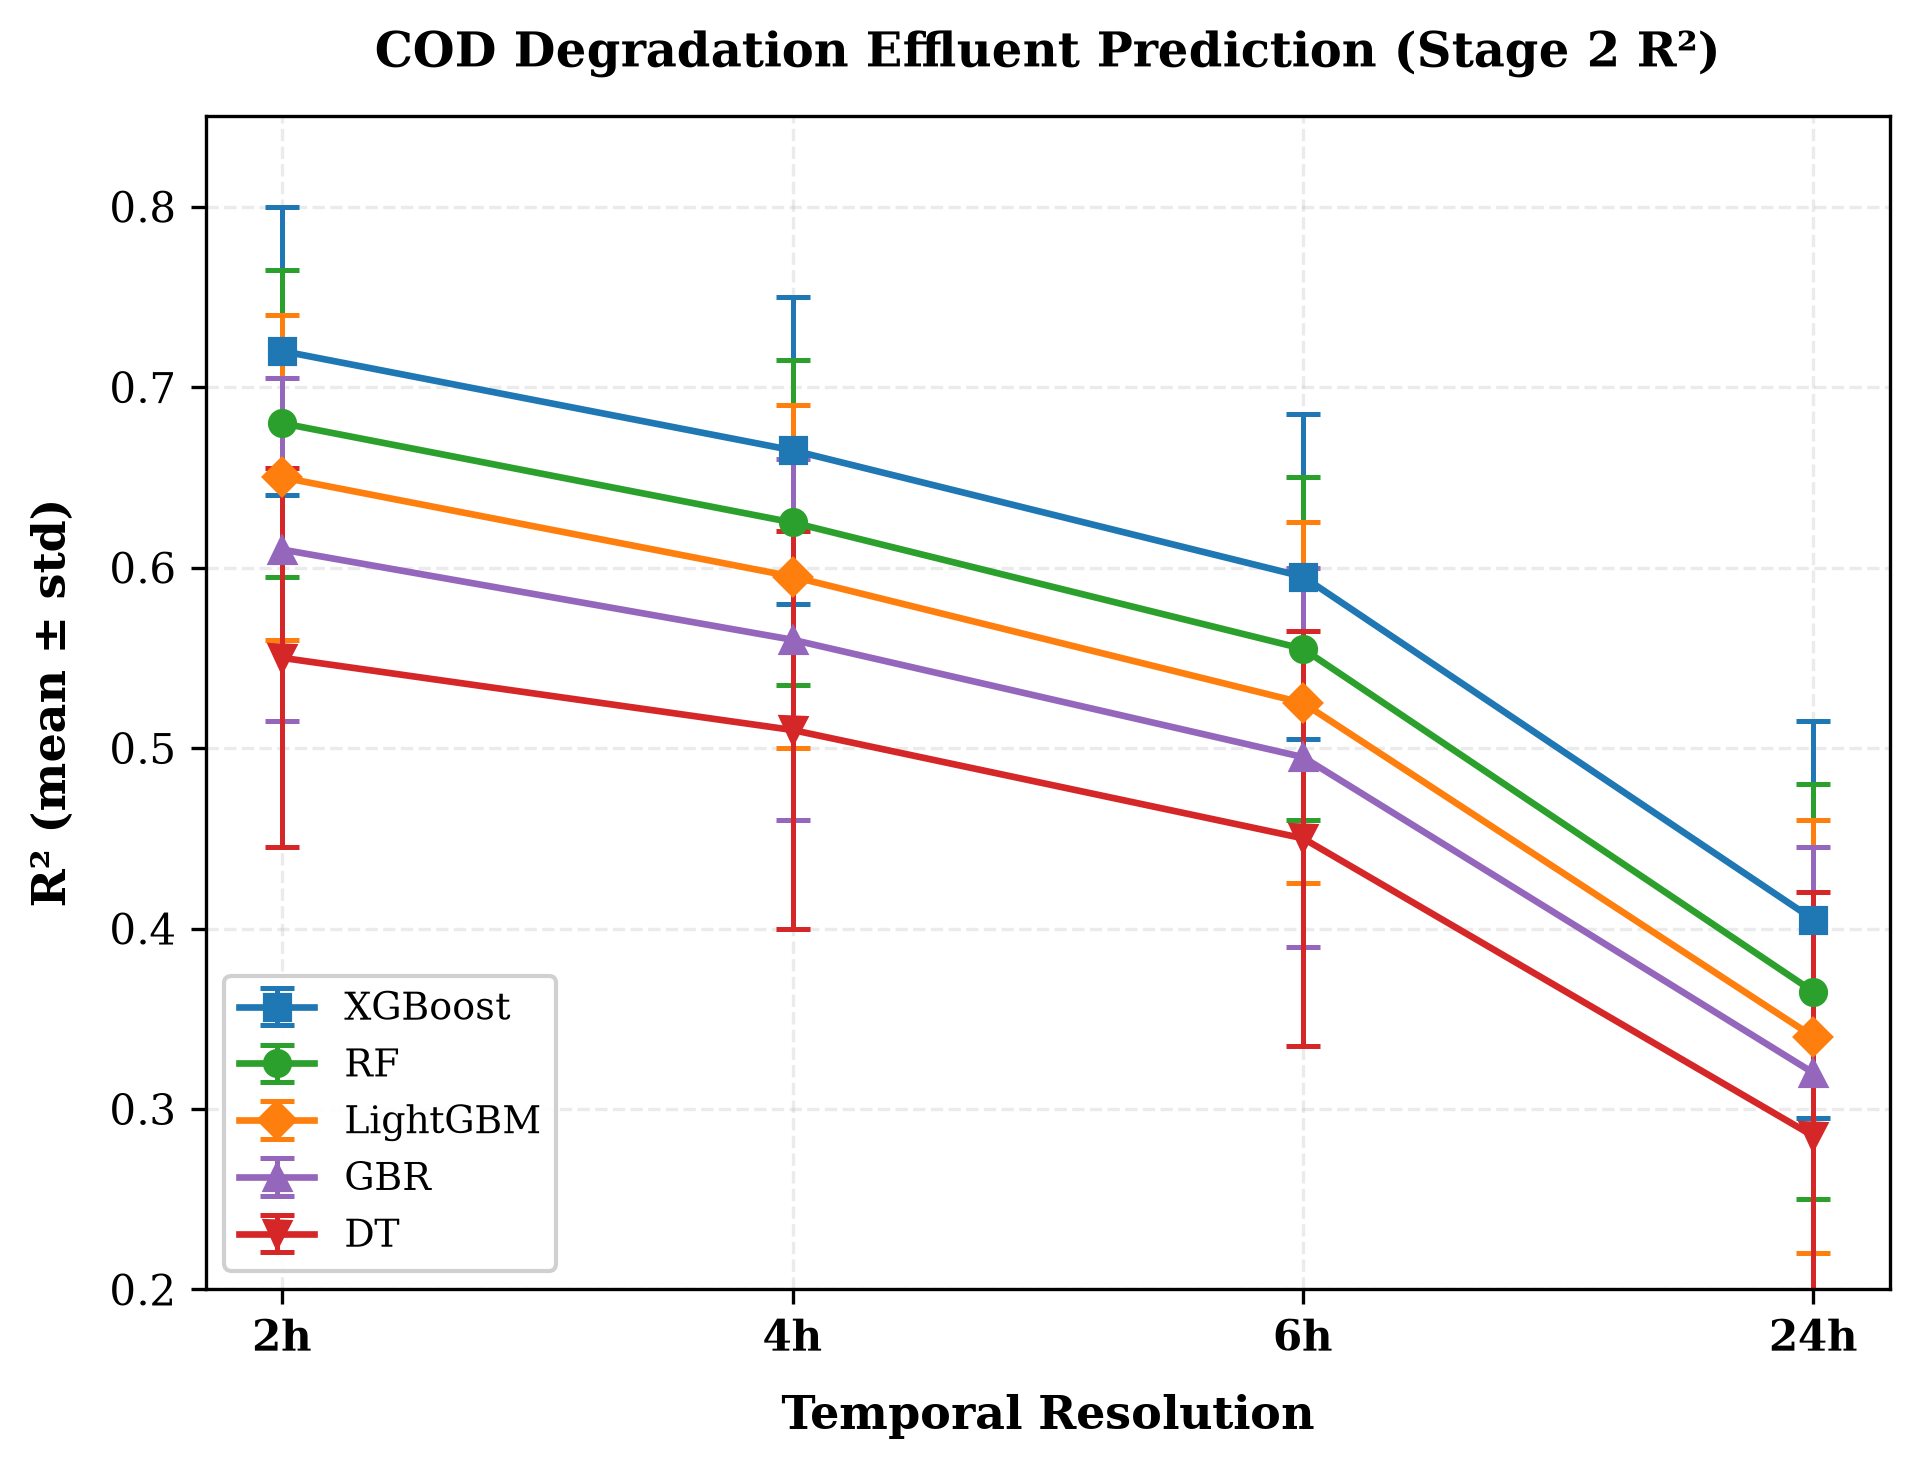 COD Degradation Effluent Prediction (Stage 2 R²)
R² (mean ± std)
0.8
0.7
0.6
0.5
0.4
0.3
0.2
XGBoost
RF
LightGBM
GBR
DT
2h 4h 6h 24h
Temporal Resolution